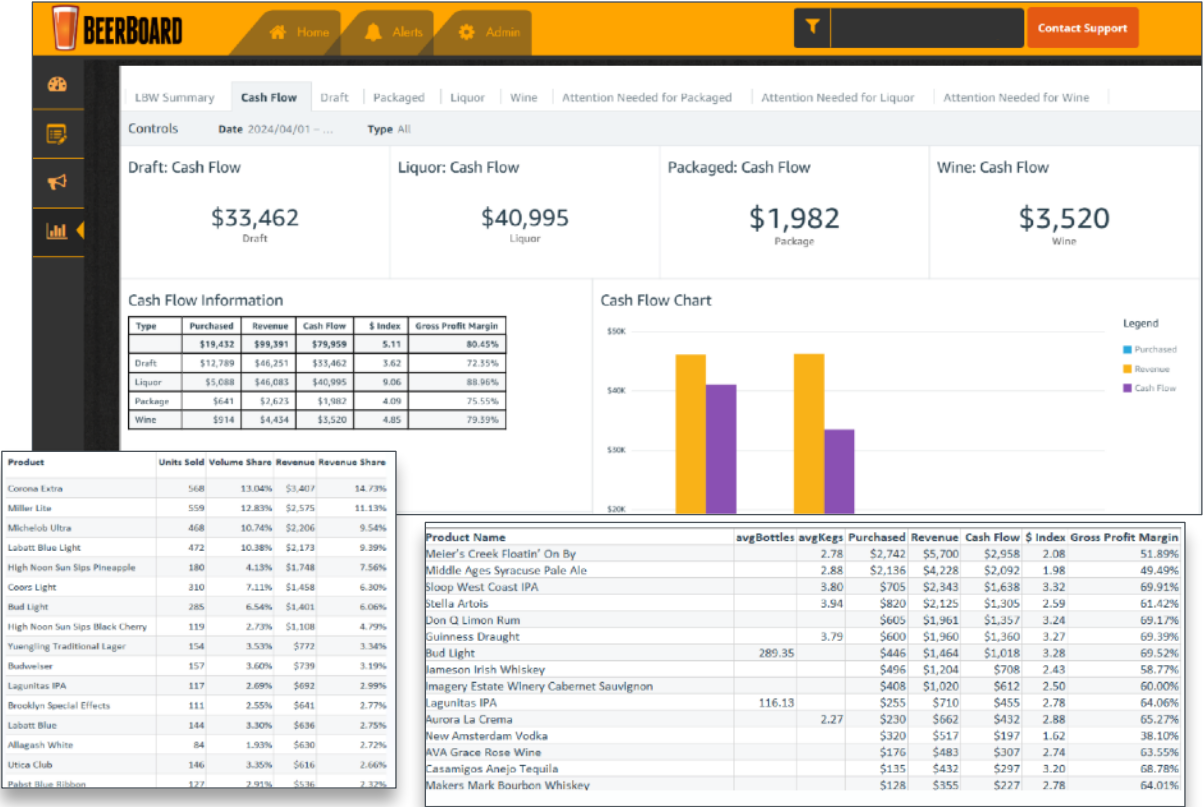 BEERBOARD
Home
Alerts
Admin
Contact Support
LBW Summary Cash Flow Draft Packaged Liquor Wine Attention Needed for Packaged Attention Needed for Liquor Attention Needed for Wine
Controls Date 2024/04/01 – ... Type All
Draft: Cash Flow
$33,462
Draft
Liquor: Cash Flow
$40,995
Liquor
Packaged: Cash Flow
$1,982
Package
Wine: Cash Flow
$3,520
Wine
Cash Flow Information
Type Purchased Revenue Cash Flow $ Index Gross Profit Margin
$19,432 $99,391 $79,959 5.11 80.45%
Draft $12,789 $46,251 $33,462 3.62 72.35%
Liquor $5,088 $46,083 $40,995 9.06 88.96%
Package $641 $2,623 $1,982 4.09 75.55%
Wine $914 $4,434 $3,520 4.85 79.39%
Cash Flow Chart
$50K
$40K
$30K
$20K
Legend
Purchased
Revenue
Cash Flow
Product Units Sold Volume Share Revenue Revenue Share
Corona Extra 568 13.04% $3,407 14.73%
Miller Lite 559 12.83% $2,575 11.13%
Michelob Ultra 468 10.74% $2,206 9.54%
Labatt Blue Light 472 10.38% $2,173 9.39%
High Noon Sun Sips Pineapple 180 4.13% $1,748 7.56%
Coors Light 310 7.11% $1,458 6.30%
Bud Light 285 6.54% $1,401 6.06%
High Noon Sun Sips Black Cherry 119 2.73% $1,108 4.79%
Yuengling Traditional Lager 154 3.53% $772 3.34%
Budweiser 157 3.60% $739 3.19%
Lagunitas IPA 117 2.69% $692 2.99%
Brooklyn Special Effects 111 2.55% $641 2.77%
Labatt Blue 144 3.30% $636 2.75%
Allagash White 84 1.93% $630 2.72%
Utica Club 146 3.35% $616 2.66%
Pabst Blue Ribbon 127 2.91% $536 2.32%
Product Name avgBottles avgKegs Purchased Revenue Cash Flow $ Index Gross Profit Margin
Meier's Creek Floatin' On By 2.78 $2,742 $5,700 $2,958 2.08 51.89%
Middle Ages Syracuse Pale Ale 2.88 $2,136 $4,228 $2,092 1.98 49.49%
Sloop West Coast IPA 3.80 $705 $2,343 $1,638 3.32 69.91%
Stella Artois 3.94 $820 $2,125 $1,305 2.59 61.42%
Don Q Limon Rum $605 $1,961 $1,357 3.24 69.17%
Guinness Draught 3.79 $600 $1,960 $1,360 3.27 69.39%
Bud Light 289.35 $446 $1,464 $1,018 3.28 69.52%
Jameson Irish Whiskey $496 $1,204 $708 2.43 58.77%
Imagery Estate Winery Cabernet Sauvignon $408 $1,020 $612 2.50 60.00%
Lagunitas IPA 116.13 $255 $710 $455 2.78 64.06%
Aurora La Crema 2.27 $230 $662 $432 2.88 65.27%
New Amsterdam Vodka $320 $517 $197 1.62 38.10%
AVA Grace Rose Wine $176 $483 $307 2.74 63.55%
Casamigos Anejo Tequila $135 $432 $297 3.20 68.78%
Makers Mark Bourbon Whiskey $128 $355 $227 2.78 64.01%